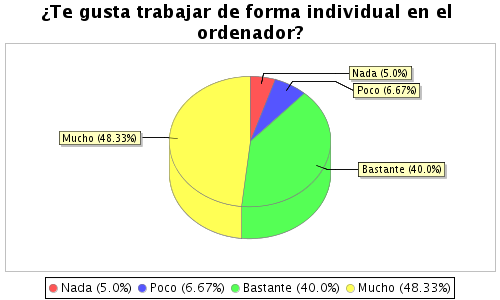 ¿Te gusta trabajar de forma individual en el
ordenador?
Nada (5.0%)
Poco (6.67%)
Mucho (48.33%)
Bastante (40.0%)
Nada (5.0%) Poco (6.67%) Bastante (40.0%) Mucho (48.33%)